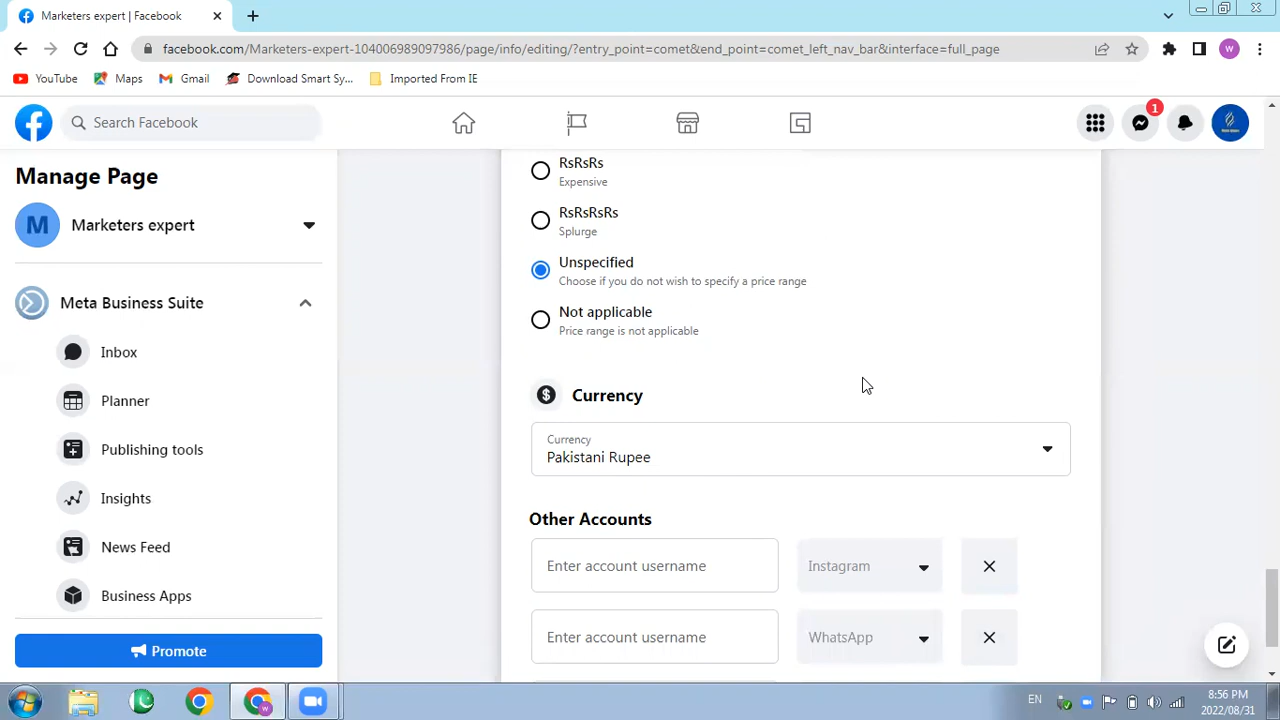 Marketers expert | Facebook
facebook.com/Marketers-expert-104006989097986/page/info/editing/?entry_point=comet&end_point=comet_left_nav_bar&interface=full_page
W
YouTube
Maps
Gmail
Download Smart Sy...
Imported From IE
Search Facebook
1
Manage Page
M
Marketers expert
Meta Business Suite
Inbox
Planner
Publishing tools
Insights
News Feed
Business Apps
Promote
RsRsRs
Expensive
RsRsRsRs
Splurge
Unspecified
Choose if you do not wish to specify a price range
Not applicable
Price range is not applicable
$ Currency
Currency
Pakistani Rupee
Other Accounts
Enter account username
Instagram
Enter account username
WhatsApp
EN
8:56 PM
2022/08/31